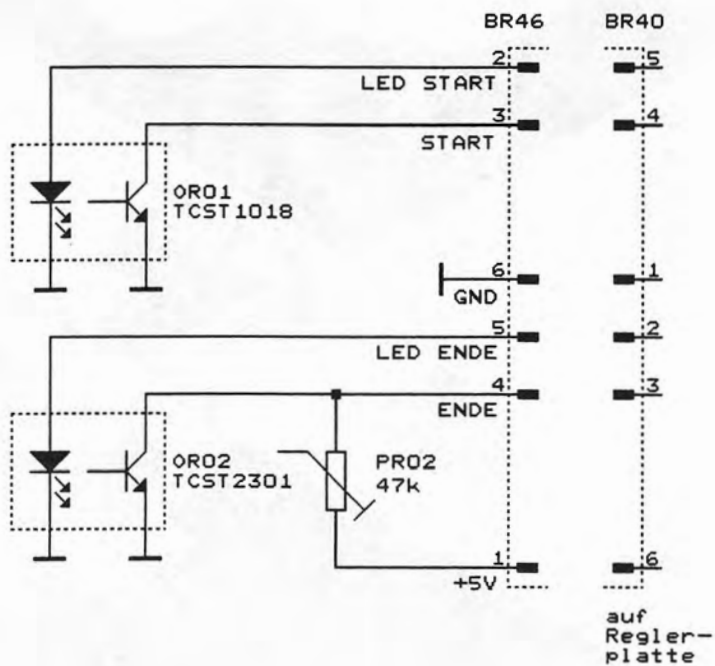 BR46 BR40
2 5
LED START
3 4
START
OR01
TCST1018
6 1
GND
5 2
LED ENDE
4 3
ENDE
OR02
TCST2301
PR02
47k
1 6
+5V
auf
Regler-
platte